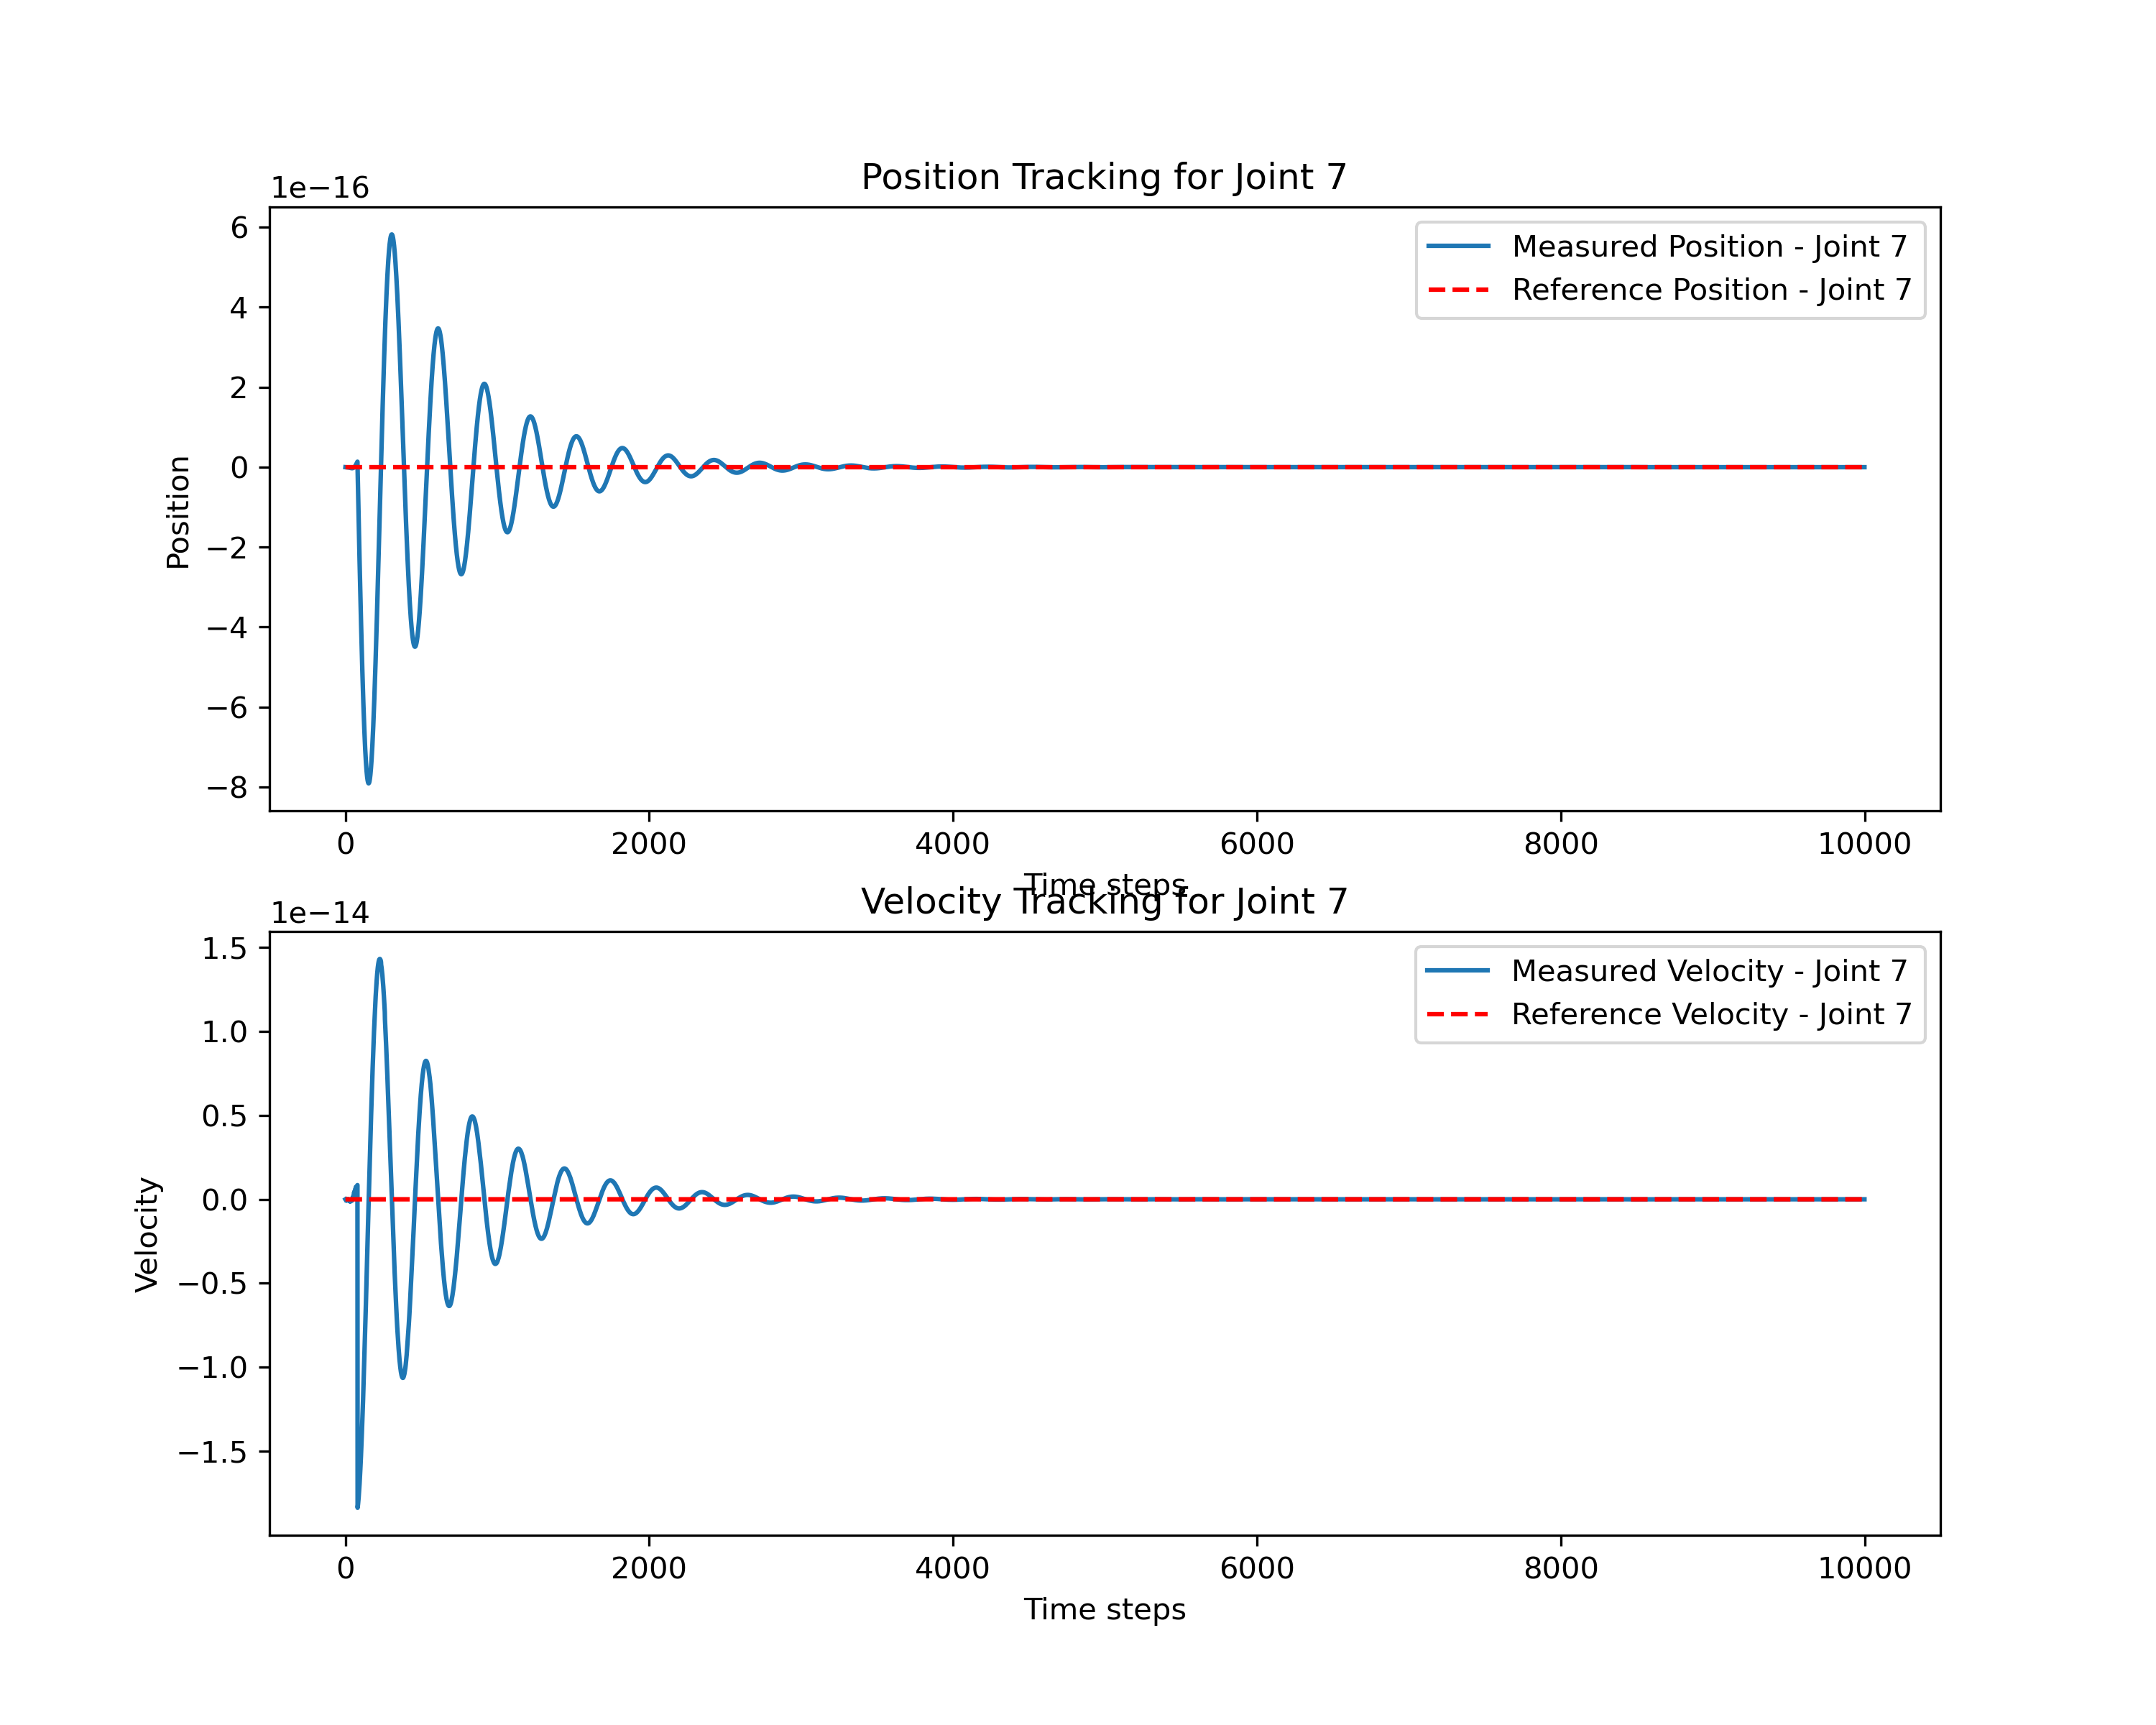 Position Tracking for Joint 7
1e−16
6
4
2
0
−2
−4
−6
−8
Position
Measured Position - Joint 7
Reference Position - Joint 7
0 2000 4000 6000 8000 10000
Time steps
Velocity Tracking for Joint 7
1e−14
1.5
1.0
0.5
0.0
−0.5
−1.0
−1.5
Velocity
Measured Velocity - Joint 7
Reference Velocity - Joint 7
0 2000 4000 6000 8000 10000
Time steps